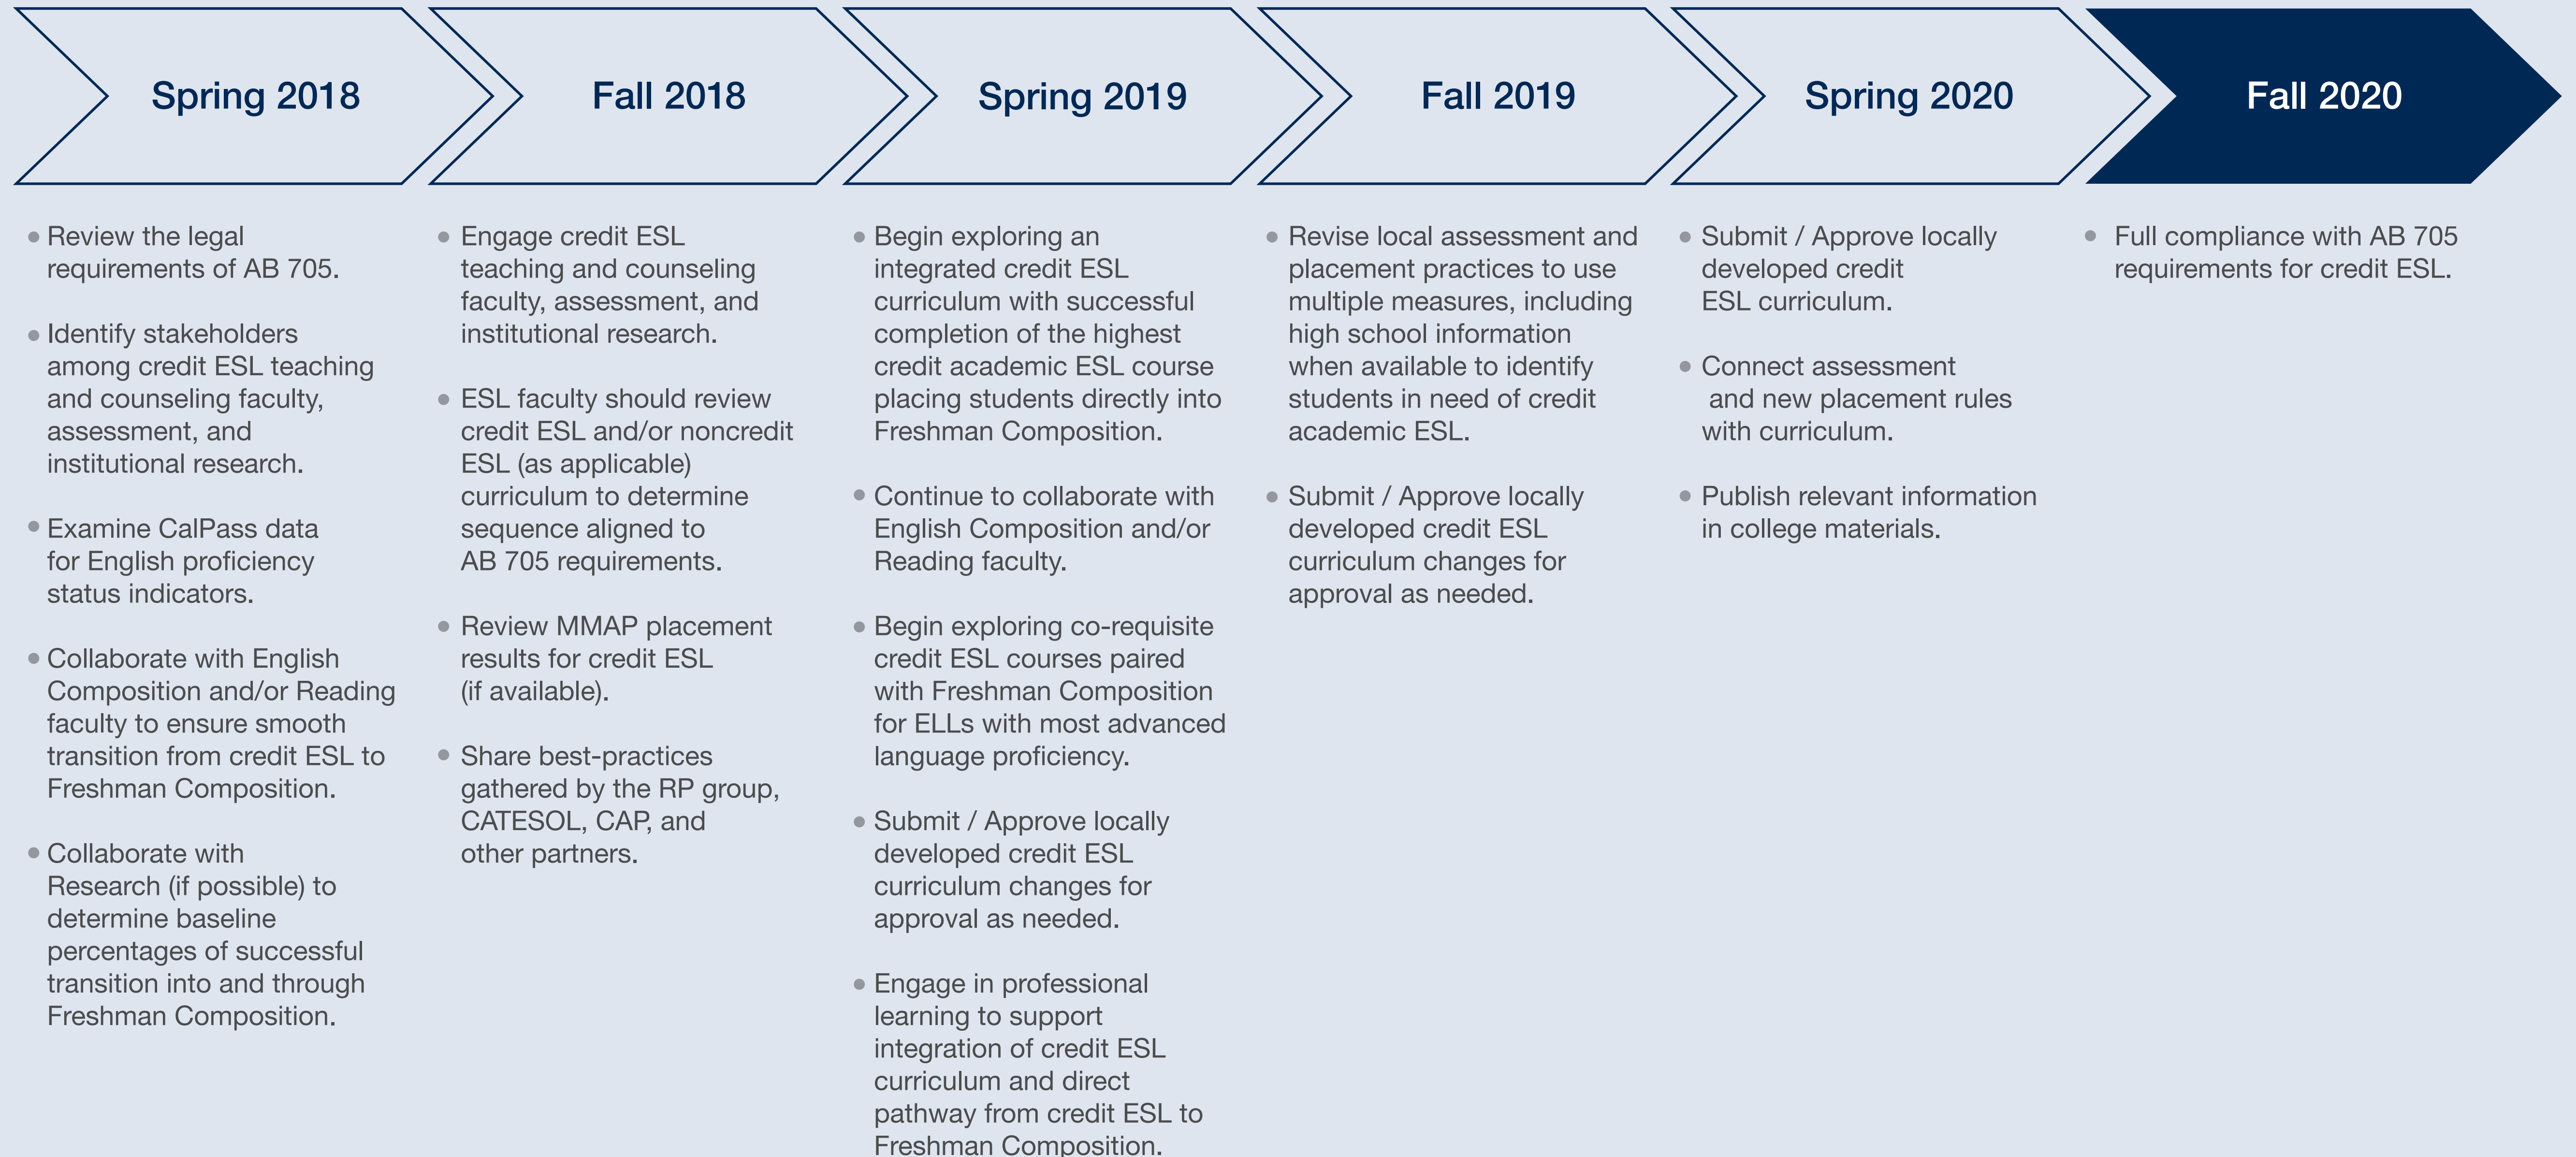 Spring 2018
Fall 2018
Spring 2019
Fall 2019
Spring 2020
Fall 2020
Review the legal
requirements of AB 705.
Identify stakeholders
among credit ESL teaching
and counseling faculty,
assessment, and
institutional research.
Examine CalPass data
for English proficiency
status indicators.
Collaborate with English
Composition and/or Reading
faculty to ensure smooth
transition from credit ESL to
Freshman Composition.
Collaborate with
Research (if possible) to
determine baseline
percentages of successful
transition into and through
Freshman Composition.
Engage credit ESL
teaching and counseling
faculty, assessment, and
institutional research.
ESL faculty should review
credit ESL and/or noncredit
ESL (as applicable)
curriculum to determine
sequence aligned to
AB 705 requirements.
Review MMAP placement
results for credit ESL
(if available).
Share best-practices
gathered by the RP group,
CATESOL, CAP, and
other partners.
Begin exploring an
integrated credit ESL
curriculum with successful
completion of the highest
credit academic ESL course
placing students directly into
Freshman Composition.
Continue to collaborate with
English Composition and/or
Reading faculty.
Begin exploring co-requisite
credit ESL courses paired
with Freshman Composition
for ELLs with most advanced
language proficiency.
Submit / Approve locally
developed credit ESL
curriculum changes for
approval as needed.
Engage in professional
learning to support
integration of credit ESL
curriculum and direct
pathway from credit ESL to
Freshman Composition.
Revise local assessment and
placement practices to use
multiple measures, including
high school information
when available to identify
students in need of credit
academic ESL.
Submit / Approve locally
developed credit ESL
curriculum changes for
approval as needed.
Submit / Approve locally
developed credit
ESL curriculum.
Connect assessment
and new placement rules
with curriculum.
Publish relevant information
in college materials.
Full compliance with AB 705
requirements for credit ESL.